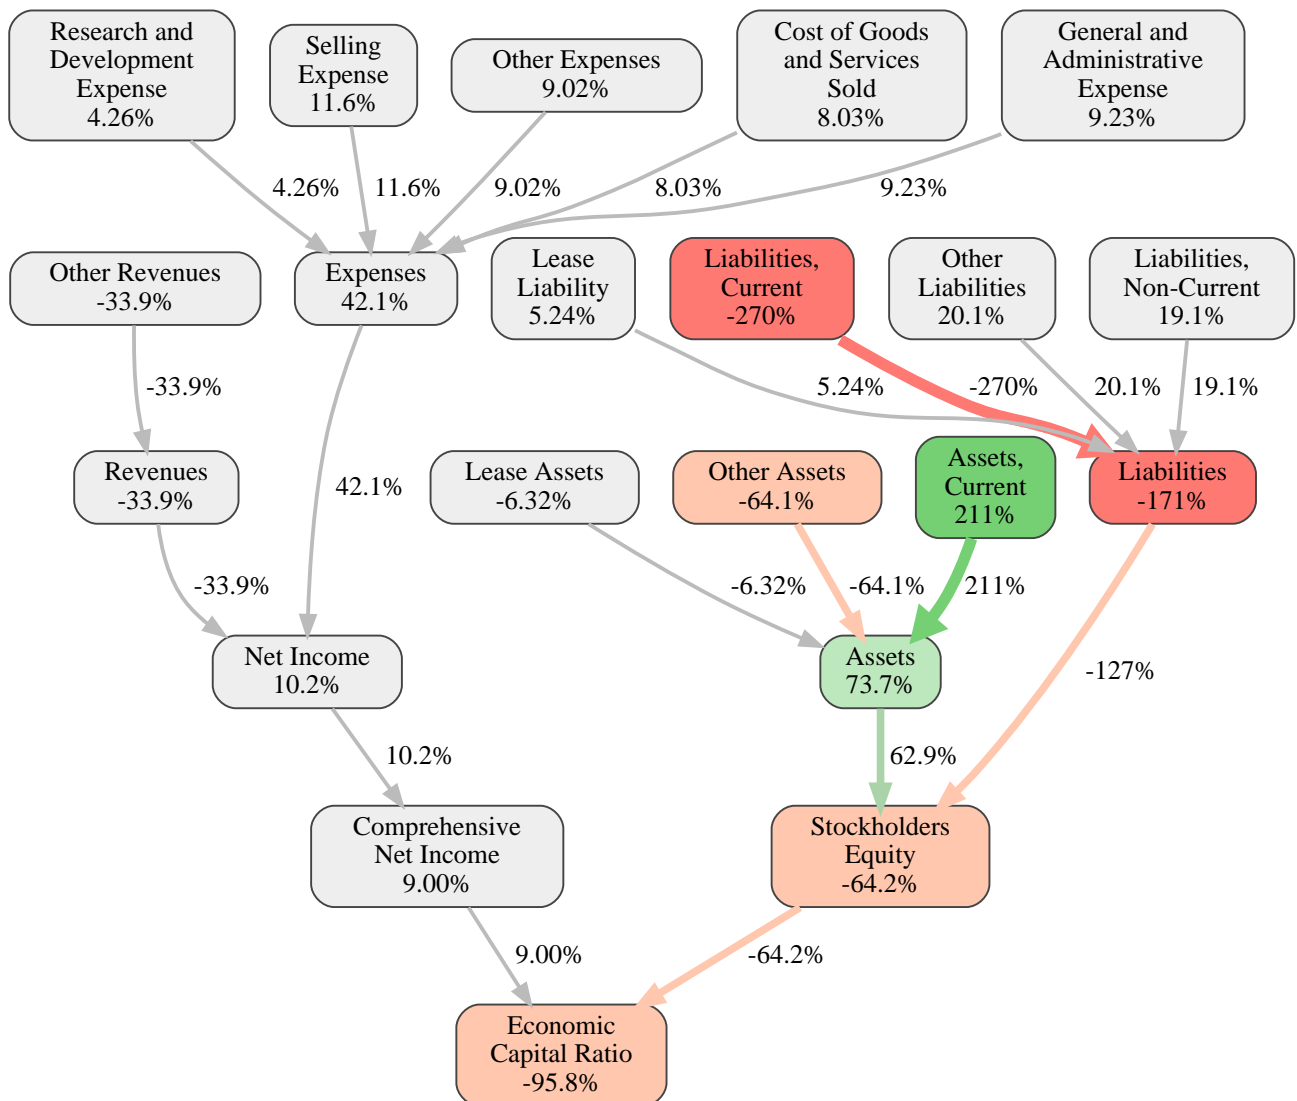 Research and
Development
Expense
4.26%
Selling
Expense
11.6%
Other Expenses
9.02%
Cost of Goods
and Services
Sold
8.03%
General and
Administrative
Expense
9.23%
4.26%
11.6%
9.02%
8.03%
9.23%
Other Revenues
-33.9%
Expenses
42.1%
Lease
Liability
5.24%
Liabilities,
Current
-270%
Other
Liabilities
20.1%
Liabilities,
Non-Current
19.1%
-33.9%
5.24%
-270%
20.1%
19.1%
Revenues
-33.9%
42.1%
Lease Assets
-6.32%
Other Assets
-64.1%
Assets,
Current
211%
Liabilities
-171%
-33.9%
-6.32%
-64.1%
211%
Net Income
10.2%
Assets
73.7%
-127%
10.2%
62.9%
Comprehensive
Net Income
9.00%
Stockholders
Equity
-64.2%
9.00%
-64.2%
Economic
Capital Ratio
-95.8%